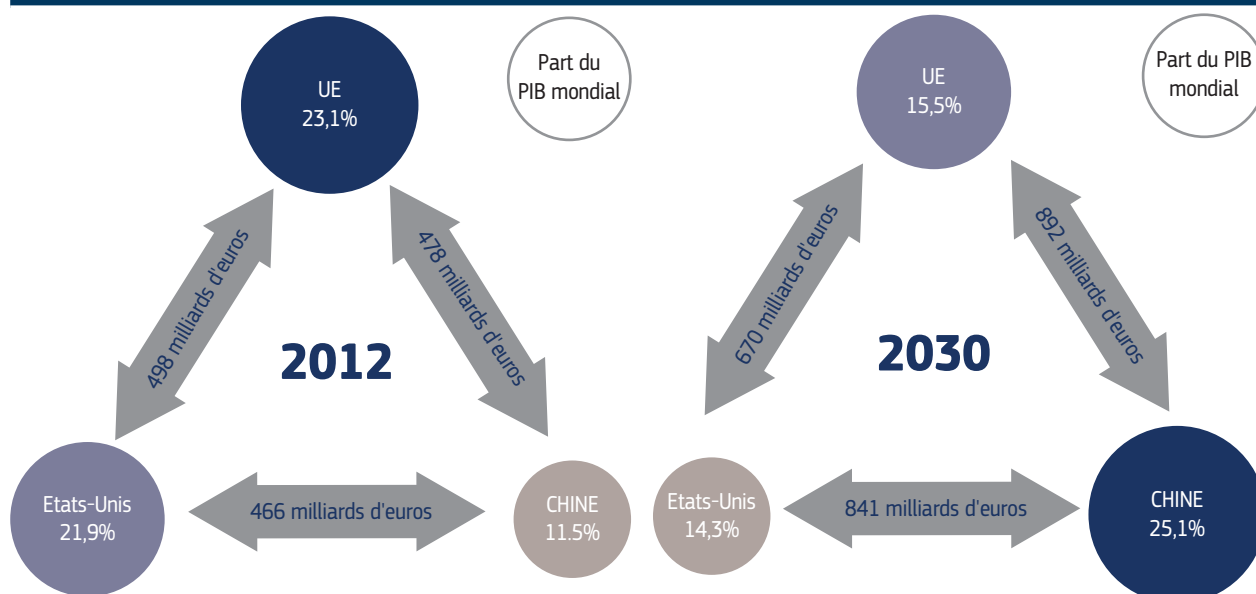 UE
23,1%
Part du
PIB mondial
498 milliards d'euros
478 milliards d'euros
2012
Etats-Unis
21,9%
466 milliards d'euros
CHINE
11.5%
UE
15,5%
Part du PIB
mondial
670 milliards d'euros
892 milliards d'euros
2030
Etats-Unis
14,3%
841 milliards d'euros
CHINE
25,1%